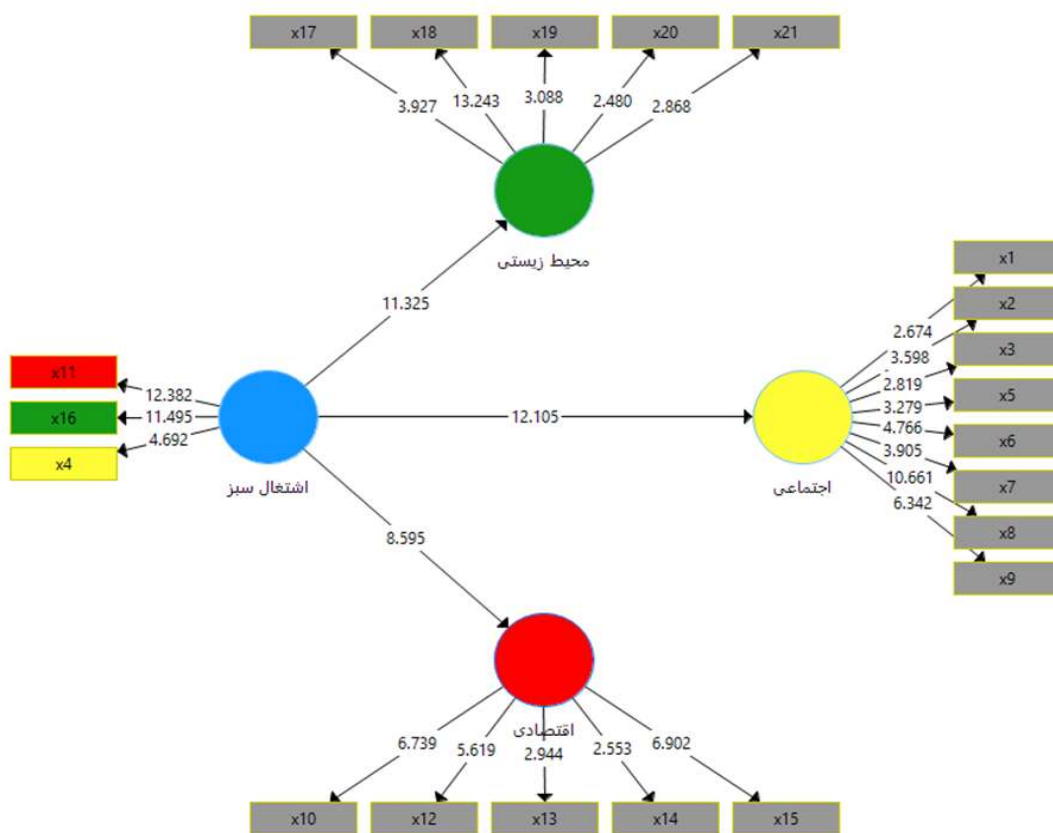 x17 x18 x19 x20 x21
3.927 13.243 3.088 2.480 2.868
محیط زیستی
11.325
x11
x16
x4
12.382
11.495
4.692
اشتغال سبز
12.105
اجتماعی
2.674
3.598
2.819
3.279
4.766
3.905
10.661
6.342
x1
x2
x3
x5
x6
x7
x8
x9
8.595
اقتصادی
6.739 5.619 2.944 2.553 6.902
x10 x12 x13 x14 x15